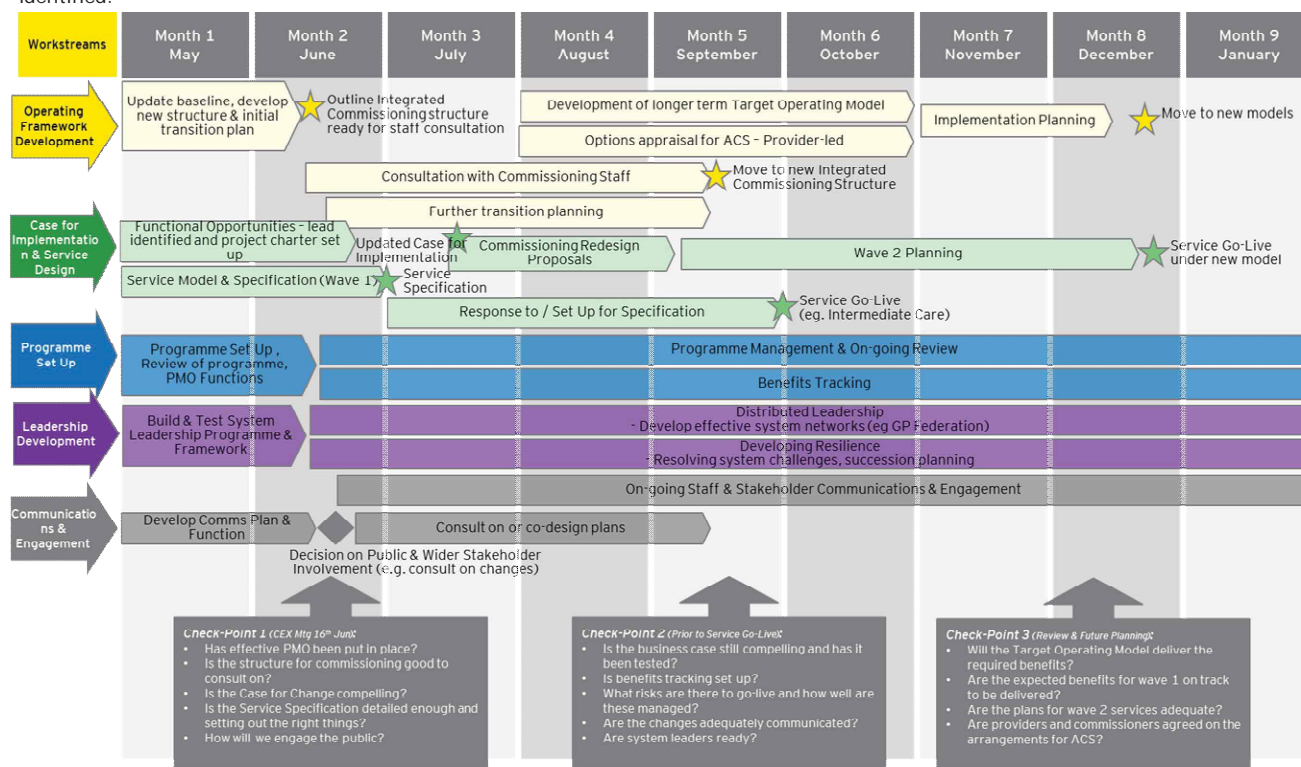 identified.
Workstreams
Month 1
May
Month 2
June
Month 3
July
Month 4
August
Month 5
September
Month 6
October
Month 7
November
Month 8
December
Month 9
January
Operating
Framework
Development
Update baseline, develop
new structure & initial
transition plan
Outline Integrated
Commissioning structure
ready for staff consultation
Development of longer term Target Operating Model
Options appraisal for ACS – Provider-led
Implementation Planning
Move to new models
Consultation with Commissioning Staff
Move to new Integrated
Commissioning Structure
Further transition planning
Case for
Implementatio
n & Service
Design
Functional Opportunities – lead
identified and project charter set
up
Updated Case for
Implementation
Commissioning Redesign
Proposals
Wave 2 Planning
Service Go-Live
under new model
Service Model & Specification (Wave 1)
Service
Specification
Response to / Set Up for Specification
Service Go-Live
(eg. Intermediate Care)
Programme
Set Up
Programme Set Up ,
Review of programme,
PMO Functions
Programme Management & On-going Review
Benefits Tracking
Leadership
Development
Build & Test System
Leadership Programme &
Framework
Distributed Leadership
- Develop effective system networks (eg GP Federation)
Developing Resilience
- Resolving system challenges, succession planning
Communicatio
ns &
Engagement
On-going Staff & Stakeholder Communications & Engagement
Develop Comms Plan &
Function
Consult on or co-design plans
Decision on Public & Wider Stakeholder
Involvement (e.g. consult on changes)
Check-Point 1 (CEX Mtg 16th Jun):
• Has effective PMO been put in place?
• Is the structure for commissioning good to
consult on?
• Is the Case for Change compelling?
• Is the Service Specification detailed enough and
setting out the right things?
• How will we engage the public?
Check-Point 2 (Prior to Service Go-Live):
• Is the business case still compelling and has it
been tested?
• Is benefits tracking set up?
• What risks are there to go-live and how well are
these managed?
• Are the changes adequately communicated?
• Are system leaders ready?
Check-Point 3 (Review & Future Planning):
• Will the Target Operating Model deliver the
required benefits?
• Are the expected benefits for wave 1 on track
to be delivered?
• Are the plans for wave 2 services adequate?
• Are providers and commissioners agreed on the
arrangements for ACS?